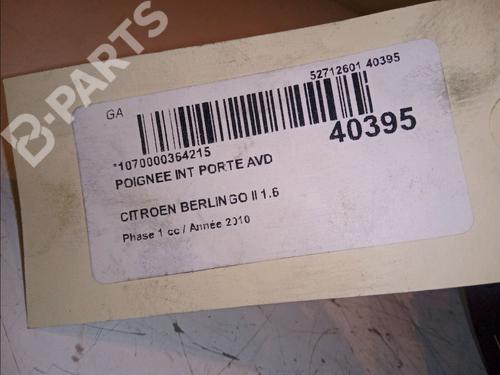 B-PARTS
GA
52712601 40395
*1070000364215
40395
POIGNEE INT PORTE AVD
CITROEN BERLINGO II 1.6
Phase 1 cc / Année 2010